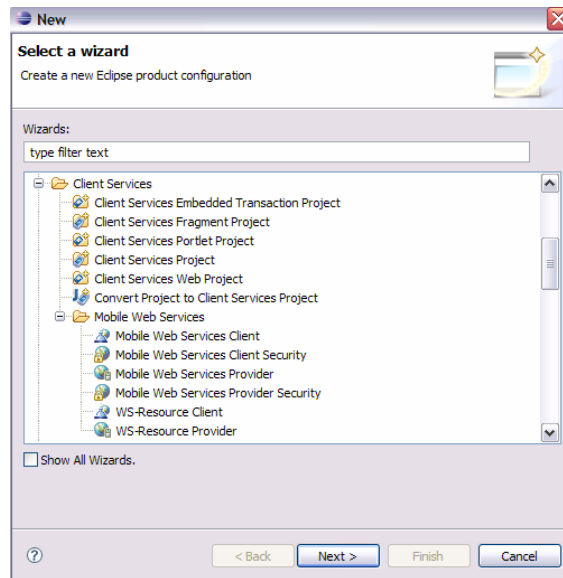 New
Select a wizard
Create a new Eclipse product configuration
Wizards:
type filter text
Client Services
Client Services Embedded Transaction Project
Client Services Fragment Project
Client Services Portlet Project
Client Services Project
Client Services Web Project
Convert Project to Client Services Project
Mobile Web Services
Mobile Web Services Client
Mobile Web Services Client Security
Mobile Web Services Provider
Mobile Web Services Provider Security
WS-Resource Client
WS-Resource Provider
Show All Wizards.
? < Back Next > Finish Cancel